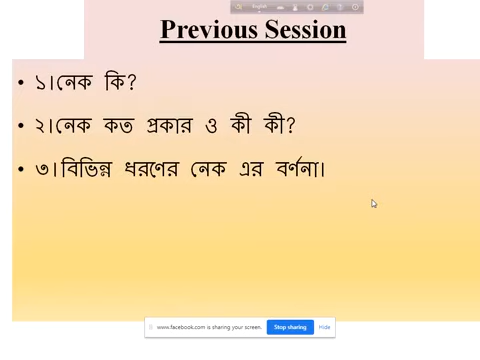 English
Previous Session
• ১।নেক কি?
• ২।নেক কত প্রকার ও কী কী?
• ৩।বিভিন্ন ধরণের নেক এর বর্ণনা।
www.facebook.com is sharing your screen. Stop sharing Hide